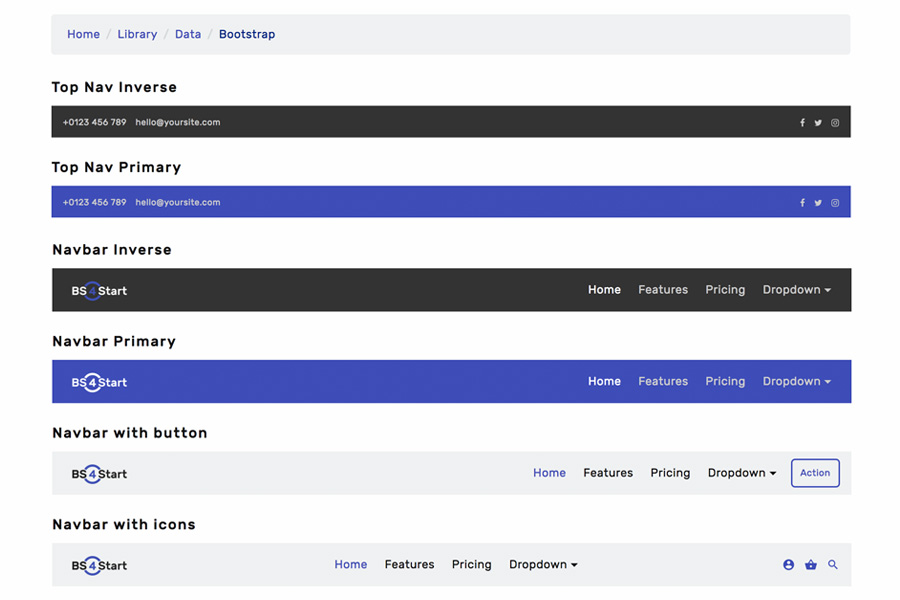 Home / Library / Data / Bootstrap
Top Nav Inverse
+0123 456 789 hello@yoursite.com
Top Nav Primary
+0123 456 789 hello@yoursite.com
Navbar Inverse
BS4Start Home Features Pricing Dropdown
Navbar Primary
BS4Start Home Features Pricing Dropdown
Navbar with button
BS4Start Home Features Pricing Dropdown Action
Navbar with icons
BS4Start Home Features Pricing Dropdown